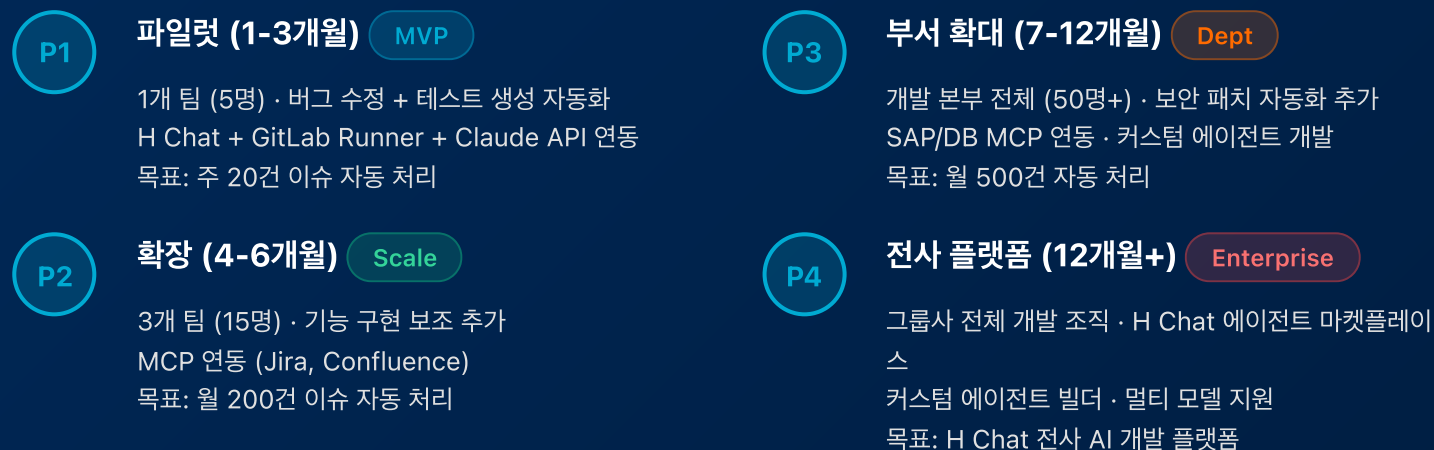 P1
파일럿 (1-3개월) MVP
1개 팀 (5명) · 버그 수정 + 테스트 생성 자동화
H Chat + GitLab Runner + Claude API 연동
목표: 주 20건 이슈 자동 처리
P2
확장 (4-6개월) Scale
3개 팀 (15명) · 기능 구현 보조 추가
MCP 연동 (Jira, Confluence)
목표: 월 200건 이슈 자동 처리
P3
부서 확대 (7-12개월) Dept
개발 본부 전체 (50명+) · 보안 패치 자동화 추가
SAP/DB MCP 연동 · 커스텀 에이전트 개발
목표: 월 500건 자동 처리
P4
전사 플랫폼 (12개월+) Enterprise
그룹사 전체 개발 조직 · H Chat 에이전트 마켓플레이
스
커스텀 에이전트 빌더 · 멀티 모델 지원
목표: H Chat 전사 AI 개발 플랫폼